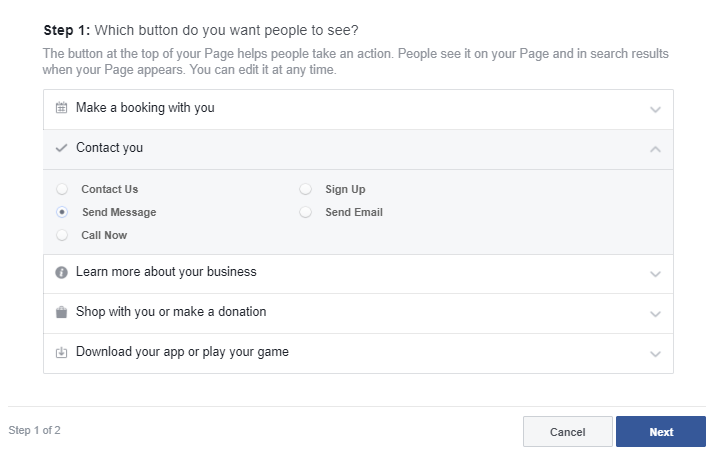 Step 1: Which button do you want people to see?
The button at the top of your Page helps people take an action. People see it on your Page and in search results
when your Page appears. You can edit it at any time.
Make a booking with you
Contact you
Contact Us
Sign Up
Send Message
Send Email
Call Now
Learn more about your business
Shop with you or make a donation
Download your app or play your game
Step 1 of 2
Cancel
Next